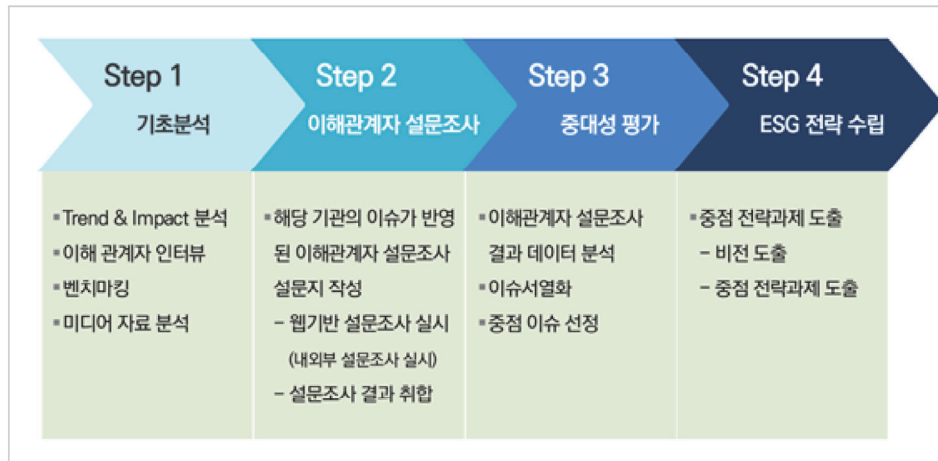 Step 1
기초분석
Step 2
이해관계자 설문조사
Step 3
중대성 평가
Step 4
ESG 전략 수립
▪Trend & Impact 분석
▪이해 관계자 인터뷰
▪벤치마킹
▪미디어 자료 분석
▪해당 기관의 이슈가 반영
된 이해관계자 설문조사
설문지 작성
– 웹기반 설문조사 실시
(내외부 설문조사 실시)
– 설문조사 결과 취합
▪이해관계자 설문조사
결과 데이터 분석
▪이슈서열화
▪중점 이슈 선정
▪중점 전략과제 도출
– 비전 도출
– 중점 전략과제 도출